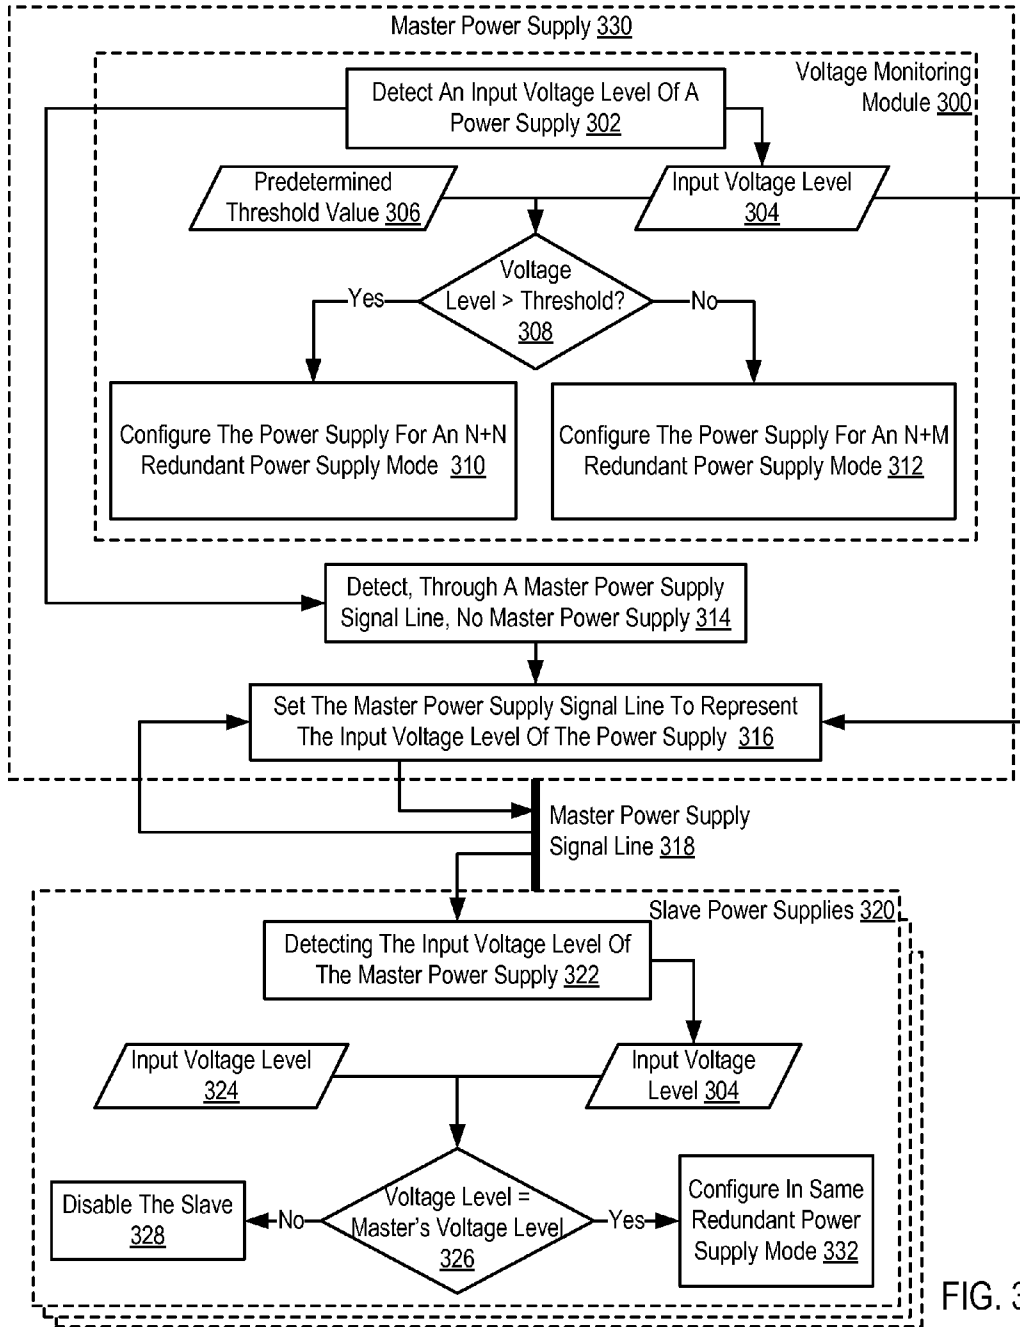 Master Power Supply 330
Voltage Monitoring
Module 300
Detect An Input Voltage Level Of A
Power Supply 302
Predetermined
Threshold Value 306
Input Voltage Level
304
Voltage
Level > Threshold?
308
Yes
No
Configure The Power Supply For An N+N
Redundant Power Supply Mode 310
Configure The Power Supply For An N+M
Redundant Power Supply Mode 312
Detect, Through A Master Power Supply
Signal Line, No Master Power Supply 314
Set The Master Power Supply Signal Line To Represent
The Input Voltage Level Of The Power Supply 316
Master Power Supply
Signal Line 318
Slave Power Supplies 320
Detecting The Input Voltage Level Of
The Master Power Supply 322
Input Voltage Level
324
Input Voltage
Level 304
Voltage Level =
Master's Voltage Level
326
No
Yes
Disable The Slave
328
Configure In Same
Redundant Power
Supply Mode 332
FIG. 3